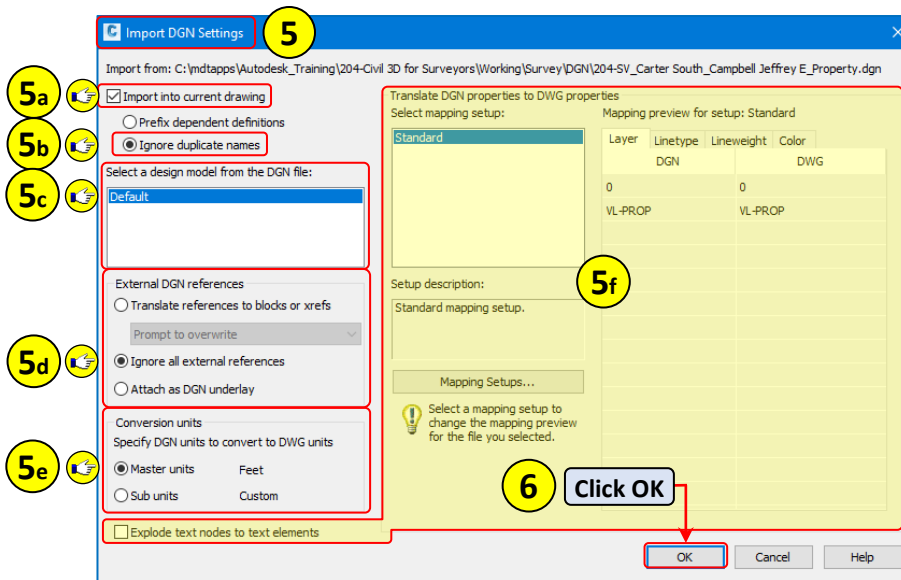 C Import DGN Settings
5
Import from: C:\mdtapps\Autodesk_Training\204-Civil 3D for Surveyors\Working\Survey\DGN\204-SV_Carter South_Campbell Jeffrey E_Property.dgn
5a
Import into current drawing
Prefix dependent definitions
5b
Ignore duplicate names
5c
Select a design model from the DGN file:
Default
5d
External DGN references
Translate references to blocks or xrefs
Prompt to overwrite
Ignore all external references
Attach as DGN underlay
5e
Conversion units
Specify DGN units to convert to DWG units
Master units Feet
Sub units Custom
Explode text nodes to text elements
Translate DGN properties to DWG properties
Select mapping setup:
Standard
Setup description:
Standard mapping setup.
Mapping Setups...
Select a mapping setup to
change the mapping preview
for the file you selected.
5f
Mapping preview for setup: Standard
Layer Linetype Lineweight Color
DGN DWG
0 0
VL-PROP VL-PROP
6 Click OK
OK Cancel Help